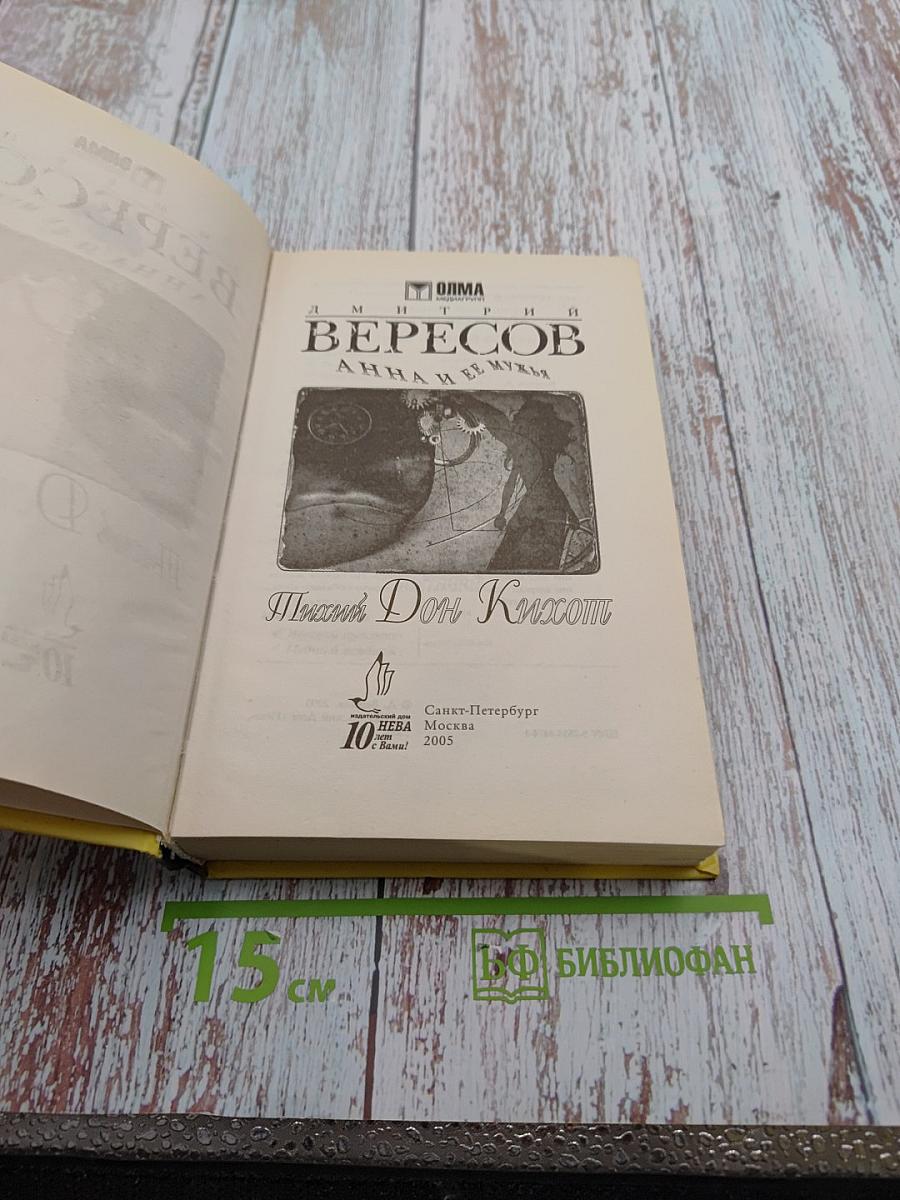 ОЛМА
МЕДИАГРУПП
ДМИТРИЙ
ВЕРЕСОВ
АННА И ЕЕ МУЖЬЯ
Тихий Дон Кихот
издательский дом
НЕВА
10 лет
с Вами!
Санкт-Петербург
Москва
2005
15 см
БФ БИБЛИОФАН